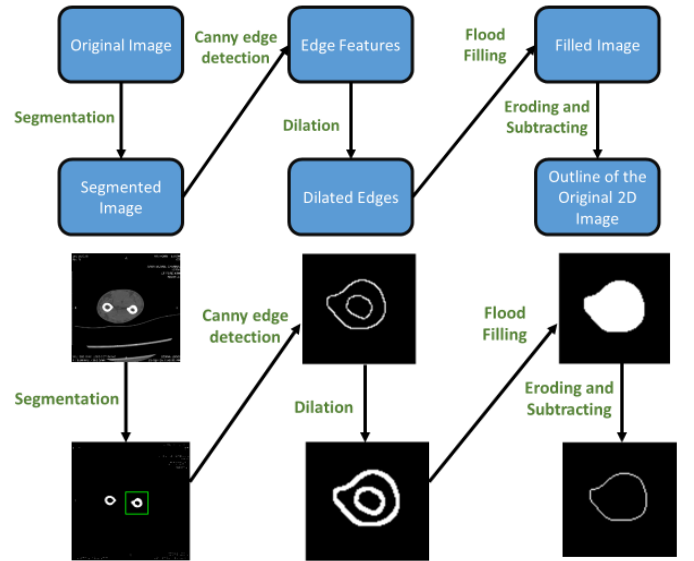 Original Image
Canny edge
detection
Edge Features
Flood
Filling
Filled Image
Segmentation
Dilation
Eroding and
Subtracting
Segmented
Image
Dilated Edges
Outline of the
Original 2D
Image
Canny edge
detection
Flood
Filling
Segmentation
Dilation
Eroding and
Subtracting